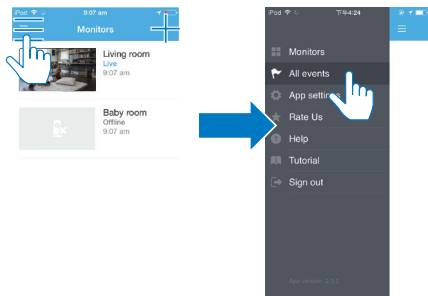 iPod 9:07 am
Monitors
Living room
Live
9:07 am
Baby room
Offline
9:07 am
iPod 下午4:24
Monitors
All events
App settings
Rate Us
Help
Tutorial
Sign out